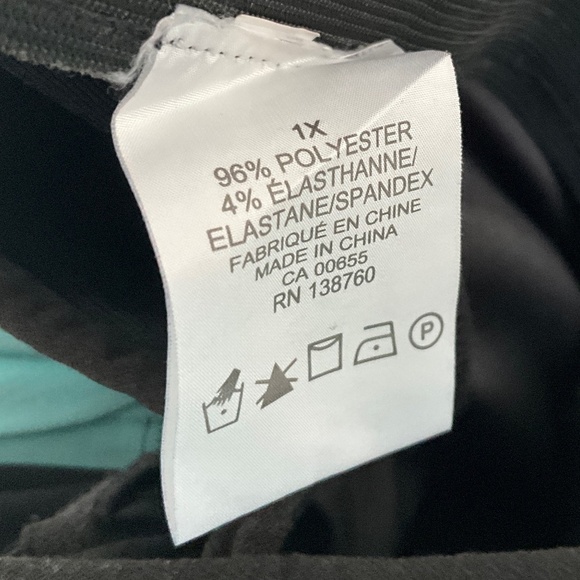 1X
96% POLYESTER
4% ÉLASTHANNE/
ELASTANE/SPANDEX
FABRIQUÉ EN CHINE
MADE IN CHINA
CA 00655
RN 138760
P